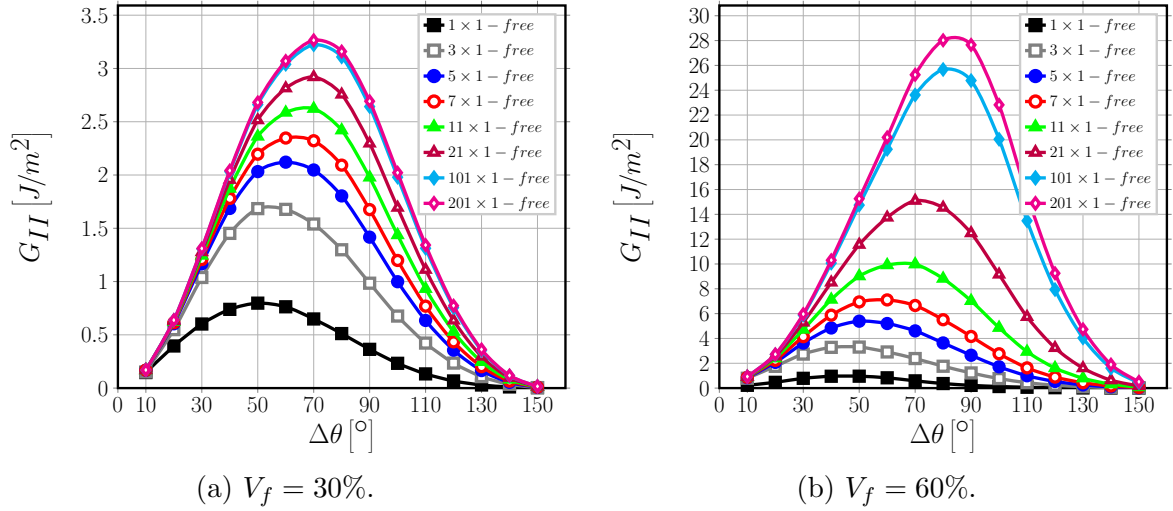 G_{II} [J/m^2]
3.5
3
2.5
2
1.5
1
0.5
0
0 10 30 50 70 90 110 130 150
Δθ [°]
1 × 1 − free
3 × 1 − free
5 × 1 − free
7 × 1 − free
11 × 1 − free
21 × 1 − free
101 × 1 − free
201 × 1 − free
(a) V_f = 30%.
G_{II} [J/m^2]
30
28
26
24
22
20
18
16
14
12
10
8
6
4
2
0
0 10 30 50 70 90 110 130 150
Δθ [°]
1 × 1 − free
3 × 1 − free
5 × 1 − free
7 × 1 − free
11 × 1 − free
21 × 1 − free
101 × 1 − free
201 × 1 − free
(b) V_f = 60%.